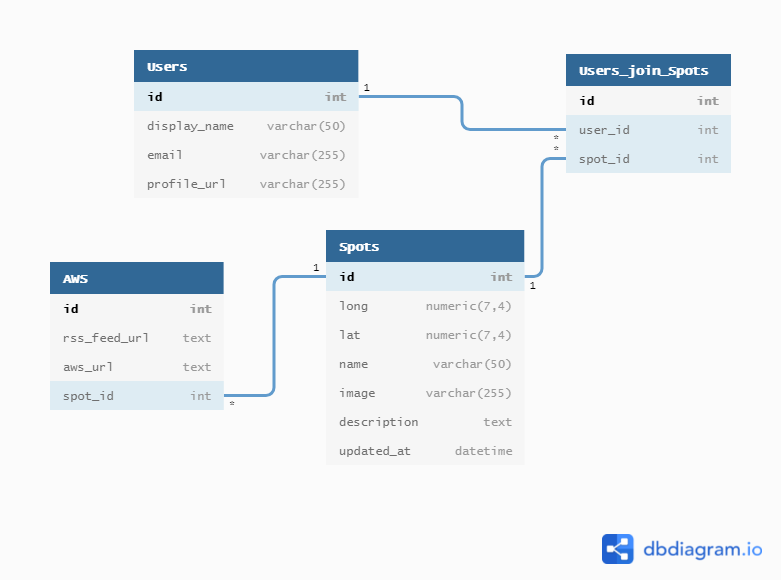 Users
id int
display_name varchar(50)
email varchar(255)
profile_url varchar(255)
1
Users_join_Spots
id int
user_id int
spot_id int
*
*
Spots
id int
long numeric(7,4)
lat numeric(7,4)
name varchar(50)
image varchar(255)
description text
updated_at datetime
1
1
AWS
id int
rss_feed_url text
aws_url text
spot_id int
*
dbdiagram.io